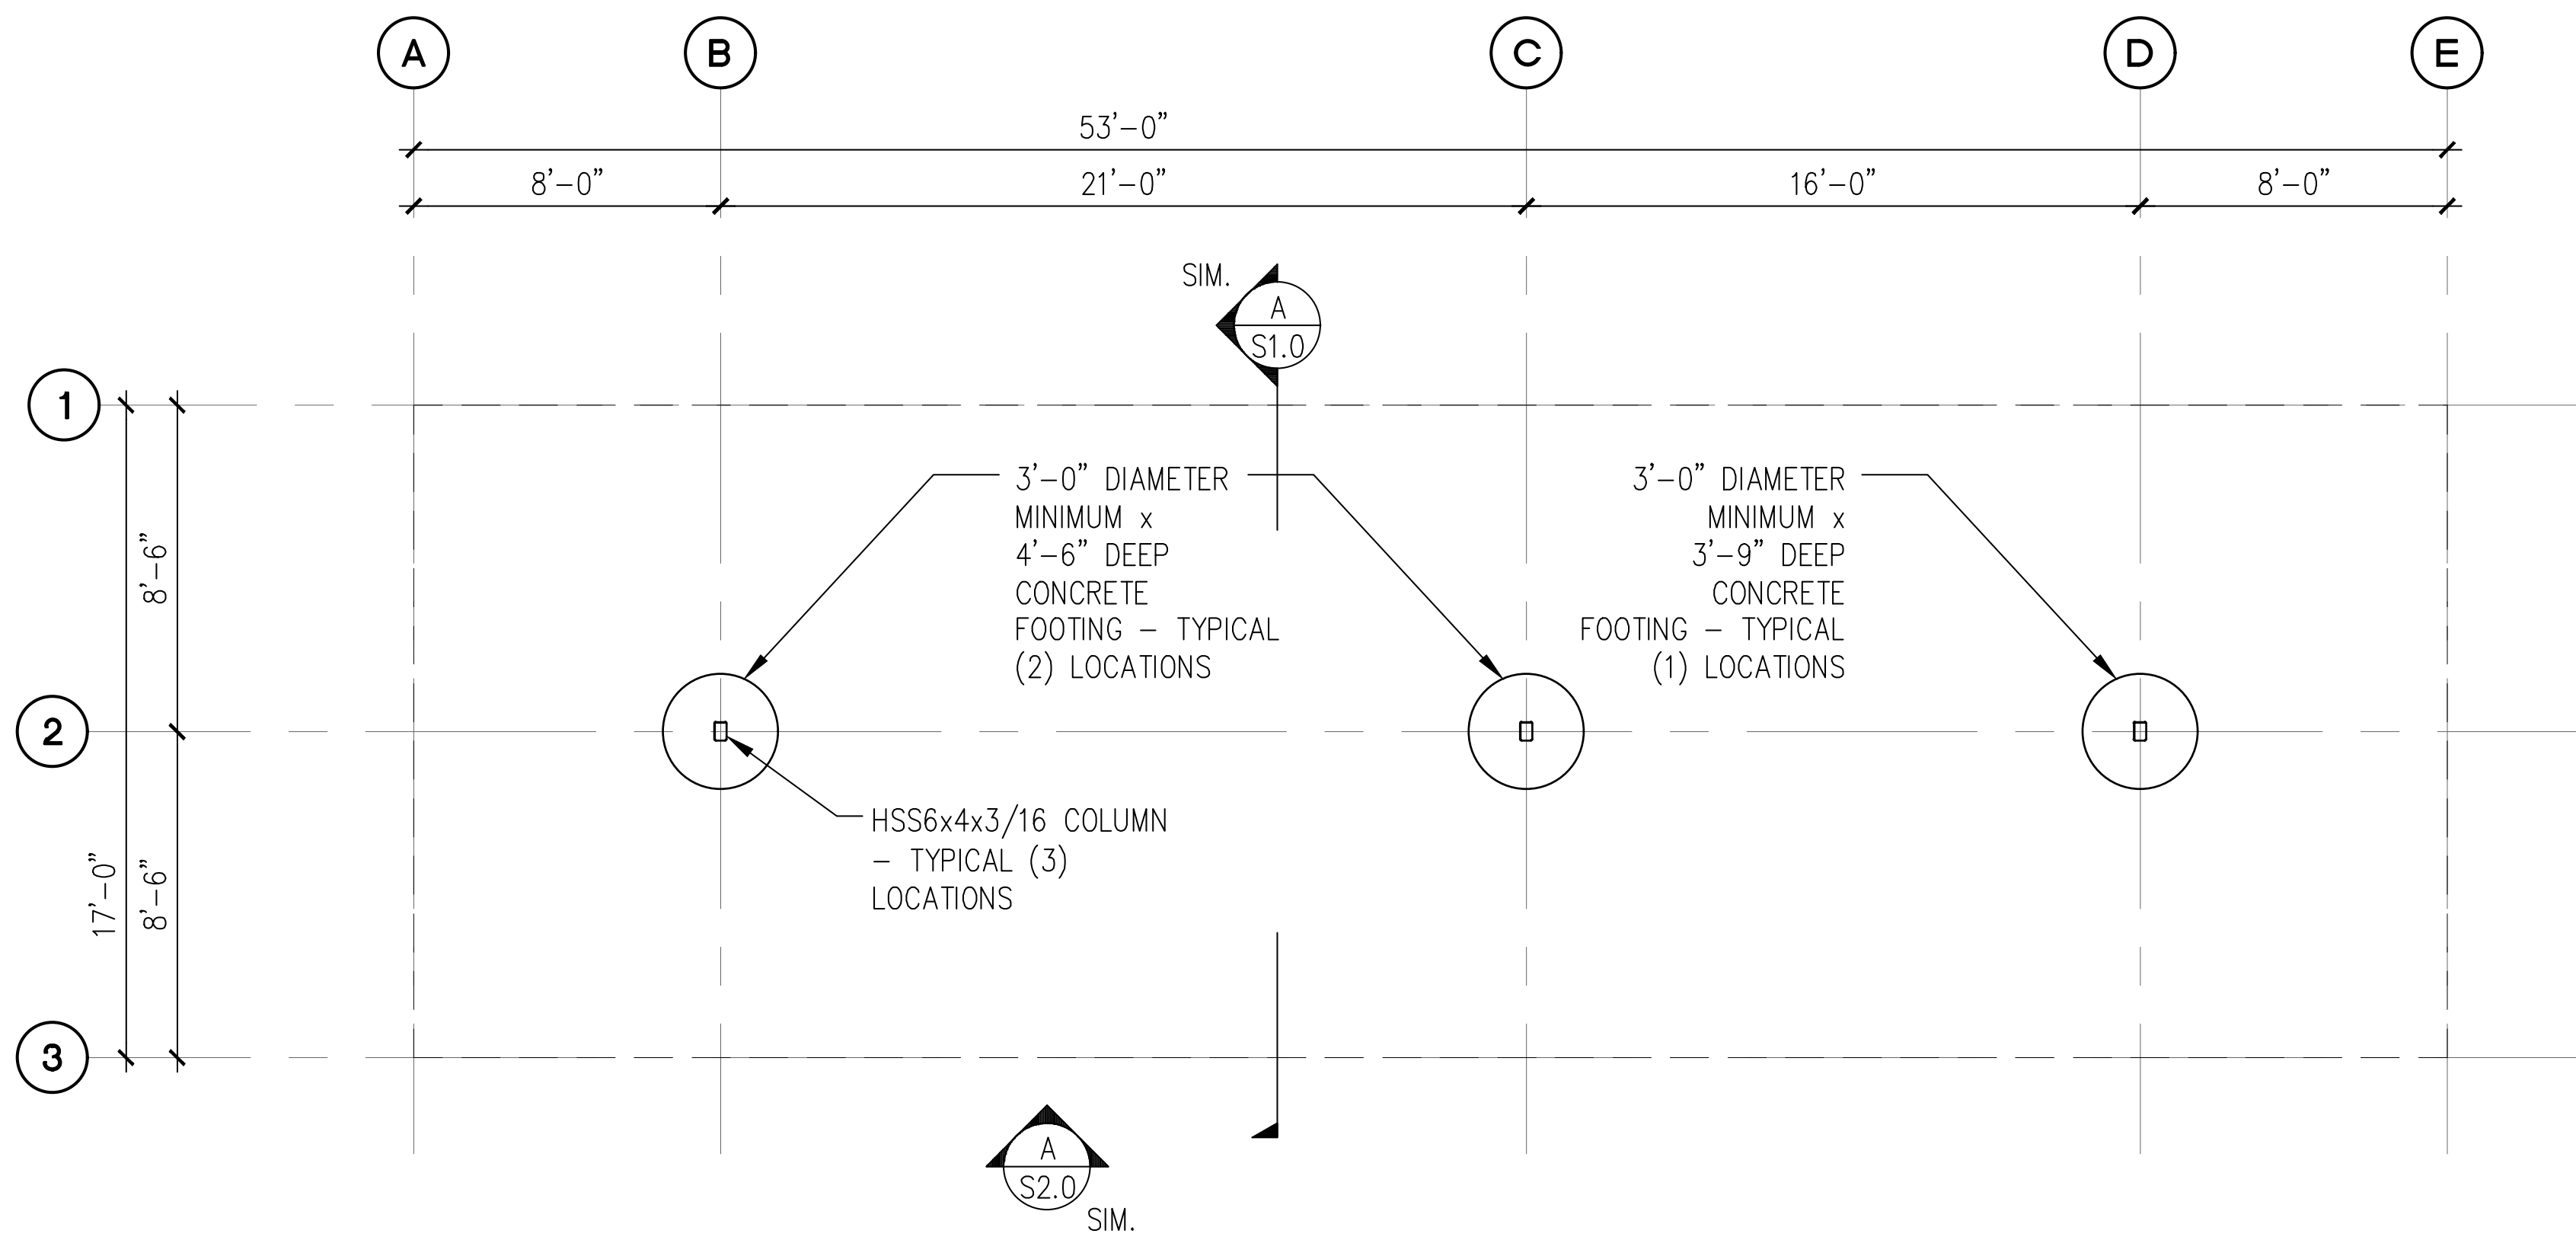 A B C D E
53'-0"
8'-0" 21'-0" 16'-0" 8'-0"
SIM.
A
S1.0
1
3'-0" DIAMETER
MINIMUM x
4'-6" DEEP
CONCRETE
FOOTING - TYPICAL
(2) LOCATIONS
3'-0" DIAMETER
MINIMUM x
3'-9" DEEP
CONCRETE
FOOTING - TYPICAL
(1) LOCATIONS
8'-6"
2
HSS6x4x3/16 COLUMN
- TYPICAL (3)
LOCATIONS
17'-0"
8'-6"
3
A
S2.0
SIM.